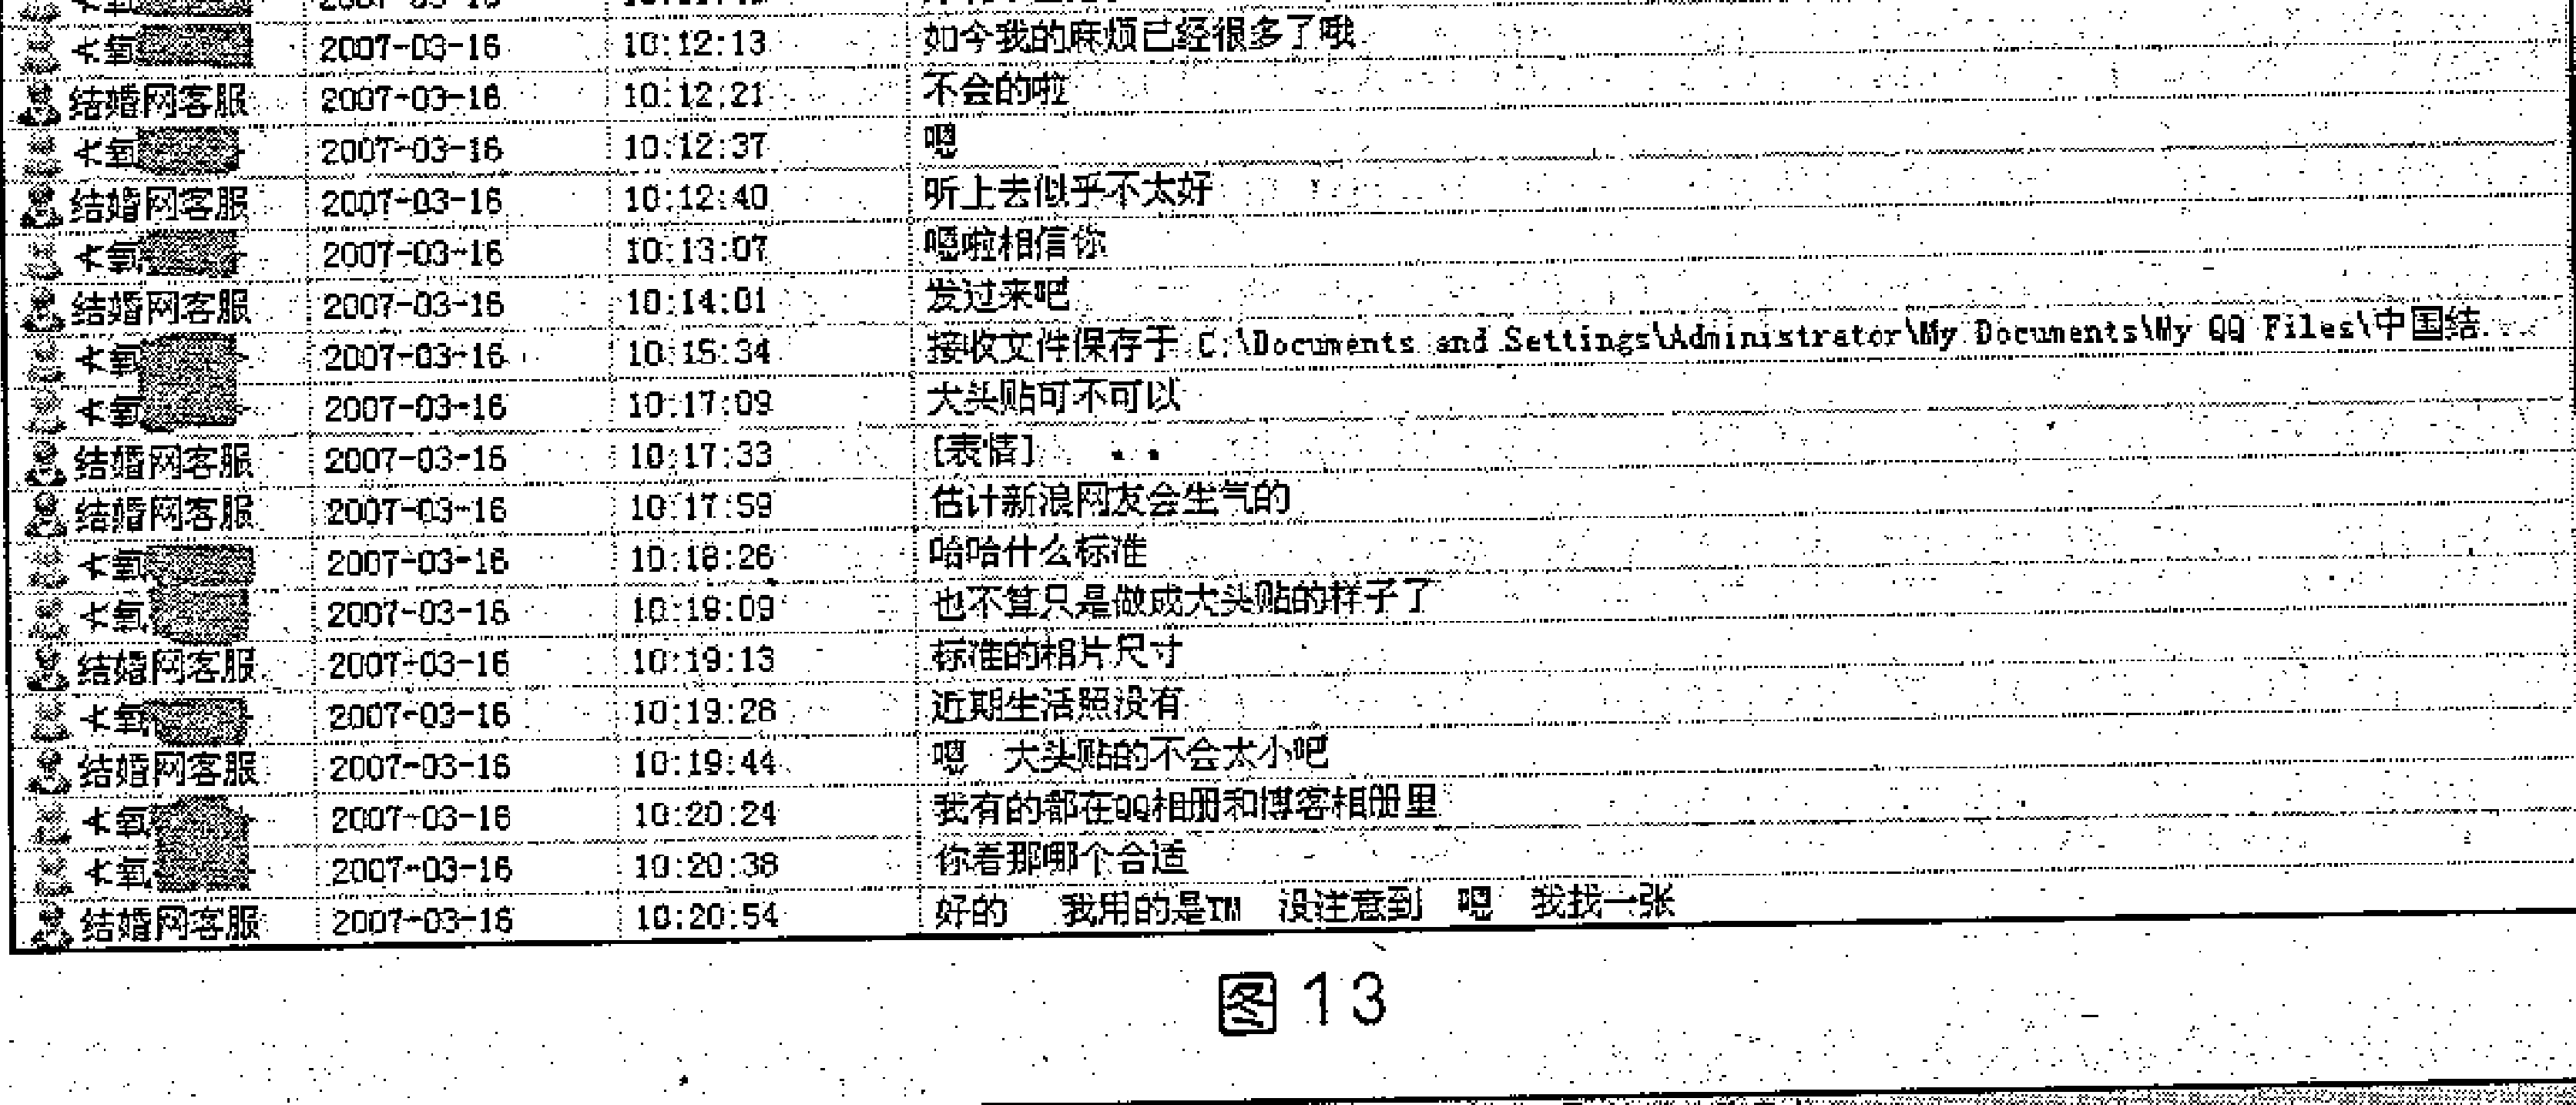 大氧 2007-03-16 10:12:13 如今我的麻烦已经很多了哦
结婚网客服 2007-03-16 10:12:21 不会的啦
大氧 2007-03-16 10:12:37 嗯
结婚网客服 2007-03-16 10:12:40 听上去似乎不太好
大氧 2007-03-16 10:13:07 嗯啦相信你
结婚网客服 2007-03-16 10:14:01 发过来吧
大氧 2007-03-16 10:15:34 接收文件保存于 C:\Documents and Settings\Administrator\My Documents\My QQ Files\中国结...
大氧 2007-03-16 10:17:09 大头贴可不可以
结婚网客服 2007-03-16 10:17:33 [表情]
结婚网客服 2007-03-16 10:17:59 估计新浪网友会生气的
大氧 2007-03-16 10:18:26 哈哈什么标准
大氧 2007-03-16 10:19:09 也不算只是做成大头贴的样子了
结婚网客服 2007-03-16 10:19:13 标准的相片尺寸
大氧 2007-03-16 10:19:28 近期生活照没有
结婚网客服 2007-03-16 10:19:44 嗯 大头贴的不会太小吧
大氧 2007-03-16 10:20:24 我有的都在QQ相册和博客相册里
大氧 2007-03-16 10:20:38 你看那哪个合适
结婚网客服 2007-03-16 10:20:54 好的 我用的是TM 没注意到 嗯 我找一张
图13